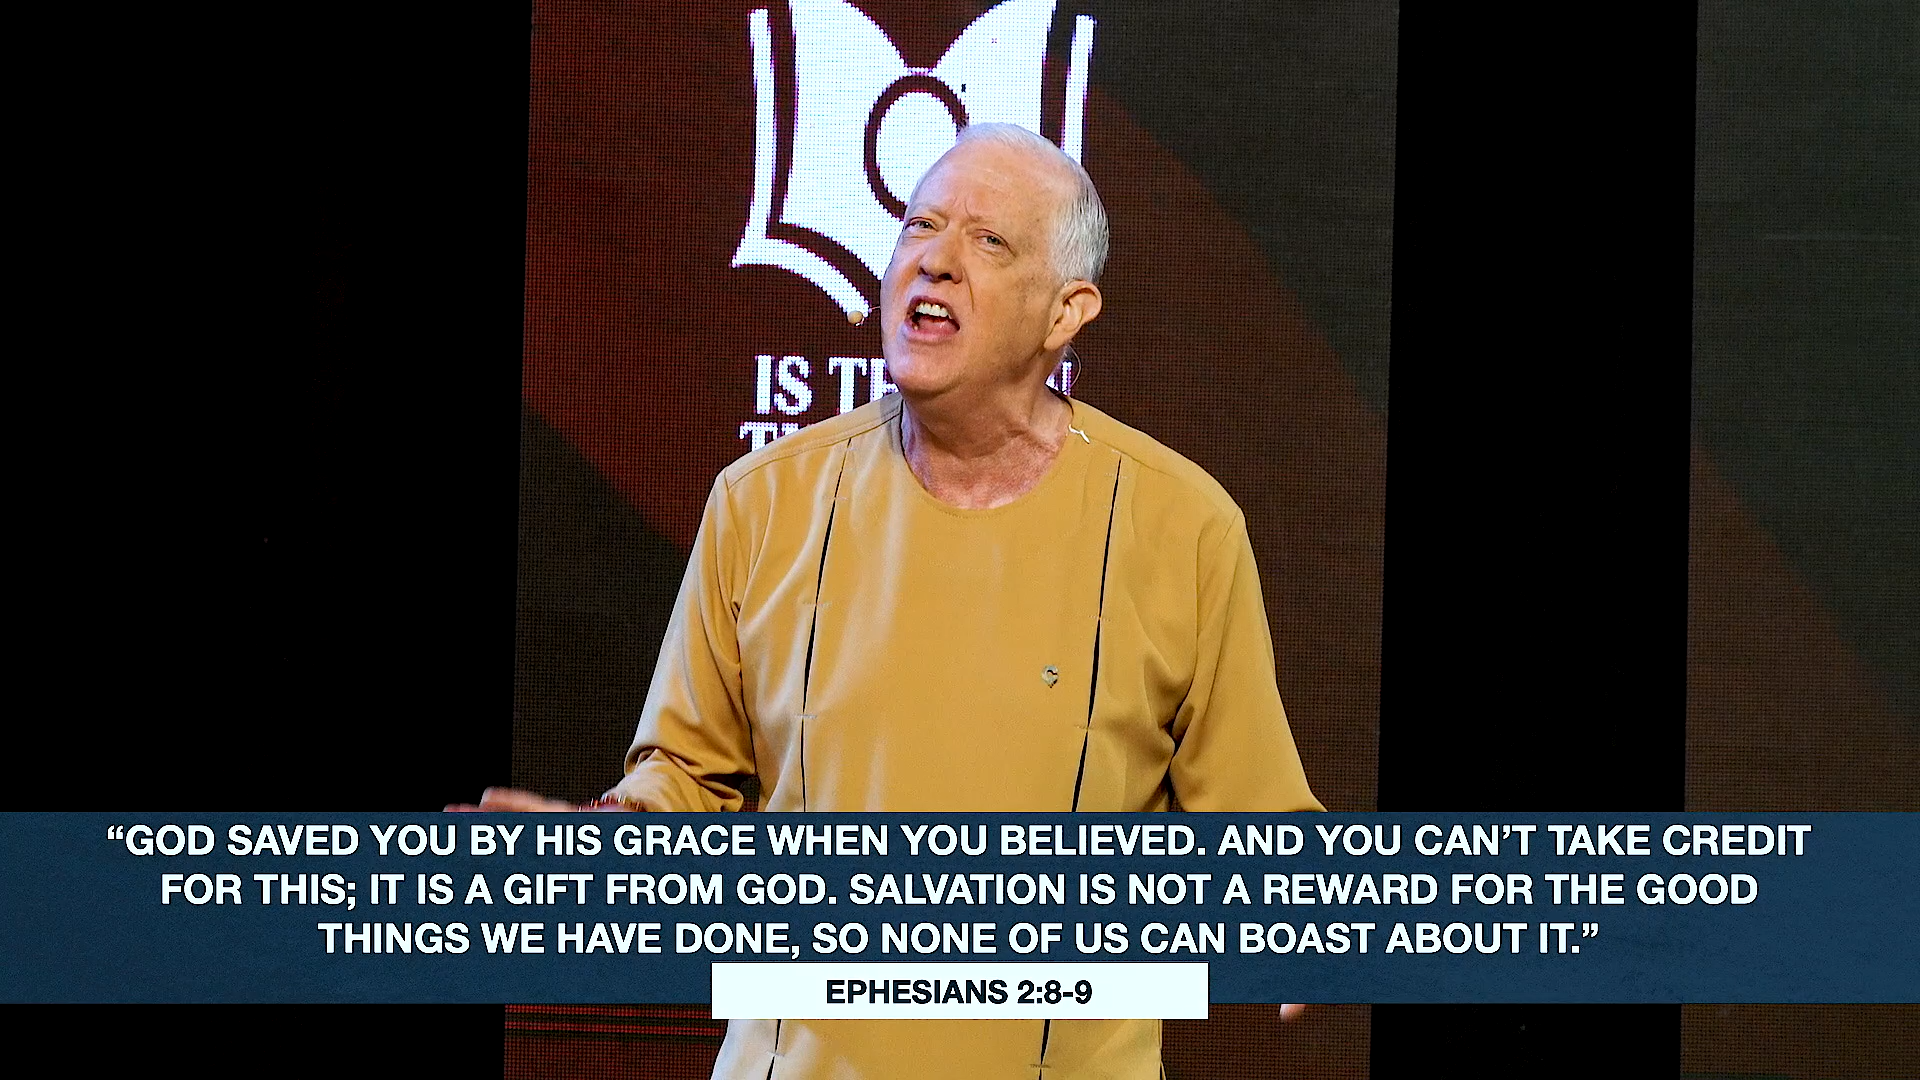 IS
“GOD SAVED YOU BY HIS GRACE WHEN YOU BELIEVED. AND YOU CAN’T TAKE CREDIT
FOR THIS; IT IS A GIFT FROM GOD. SALVATION IS NOT A REWARD FOR THE GOOD
THINGS WE HAVE DONE, SO NONE OF US CAN BOAST ABOUT IT.”
EPHESIANS 2:8-9